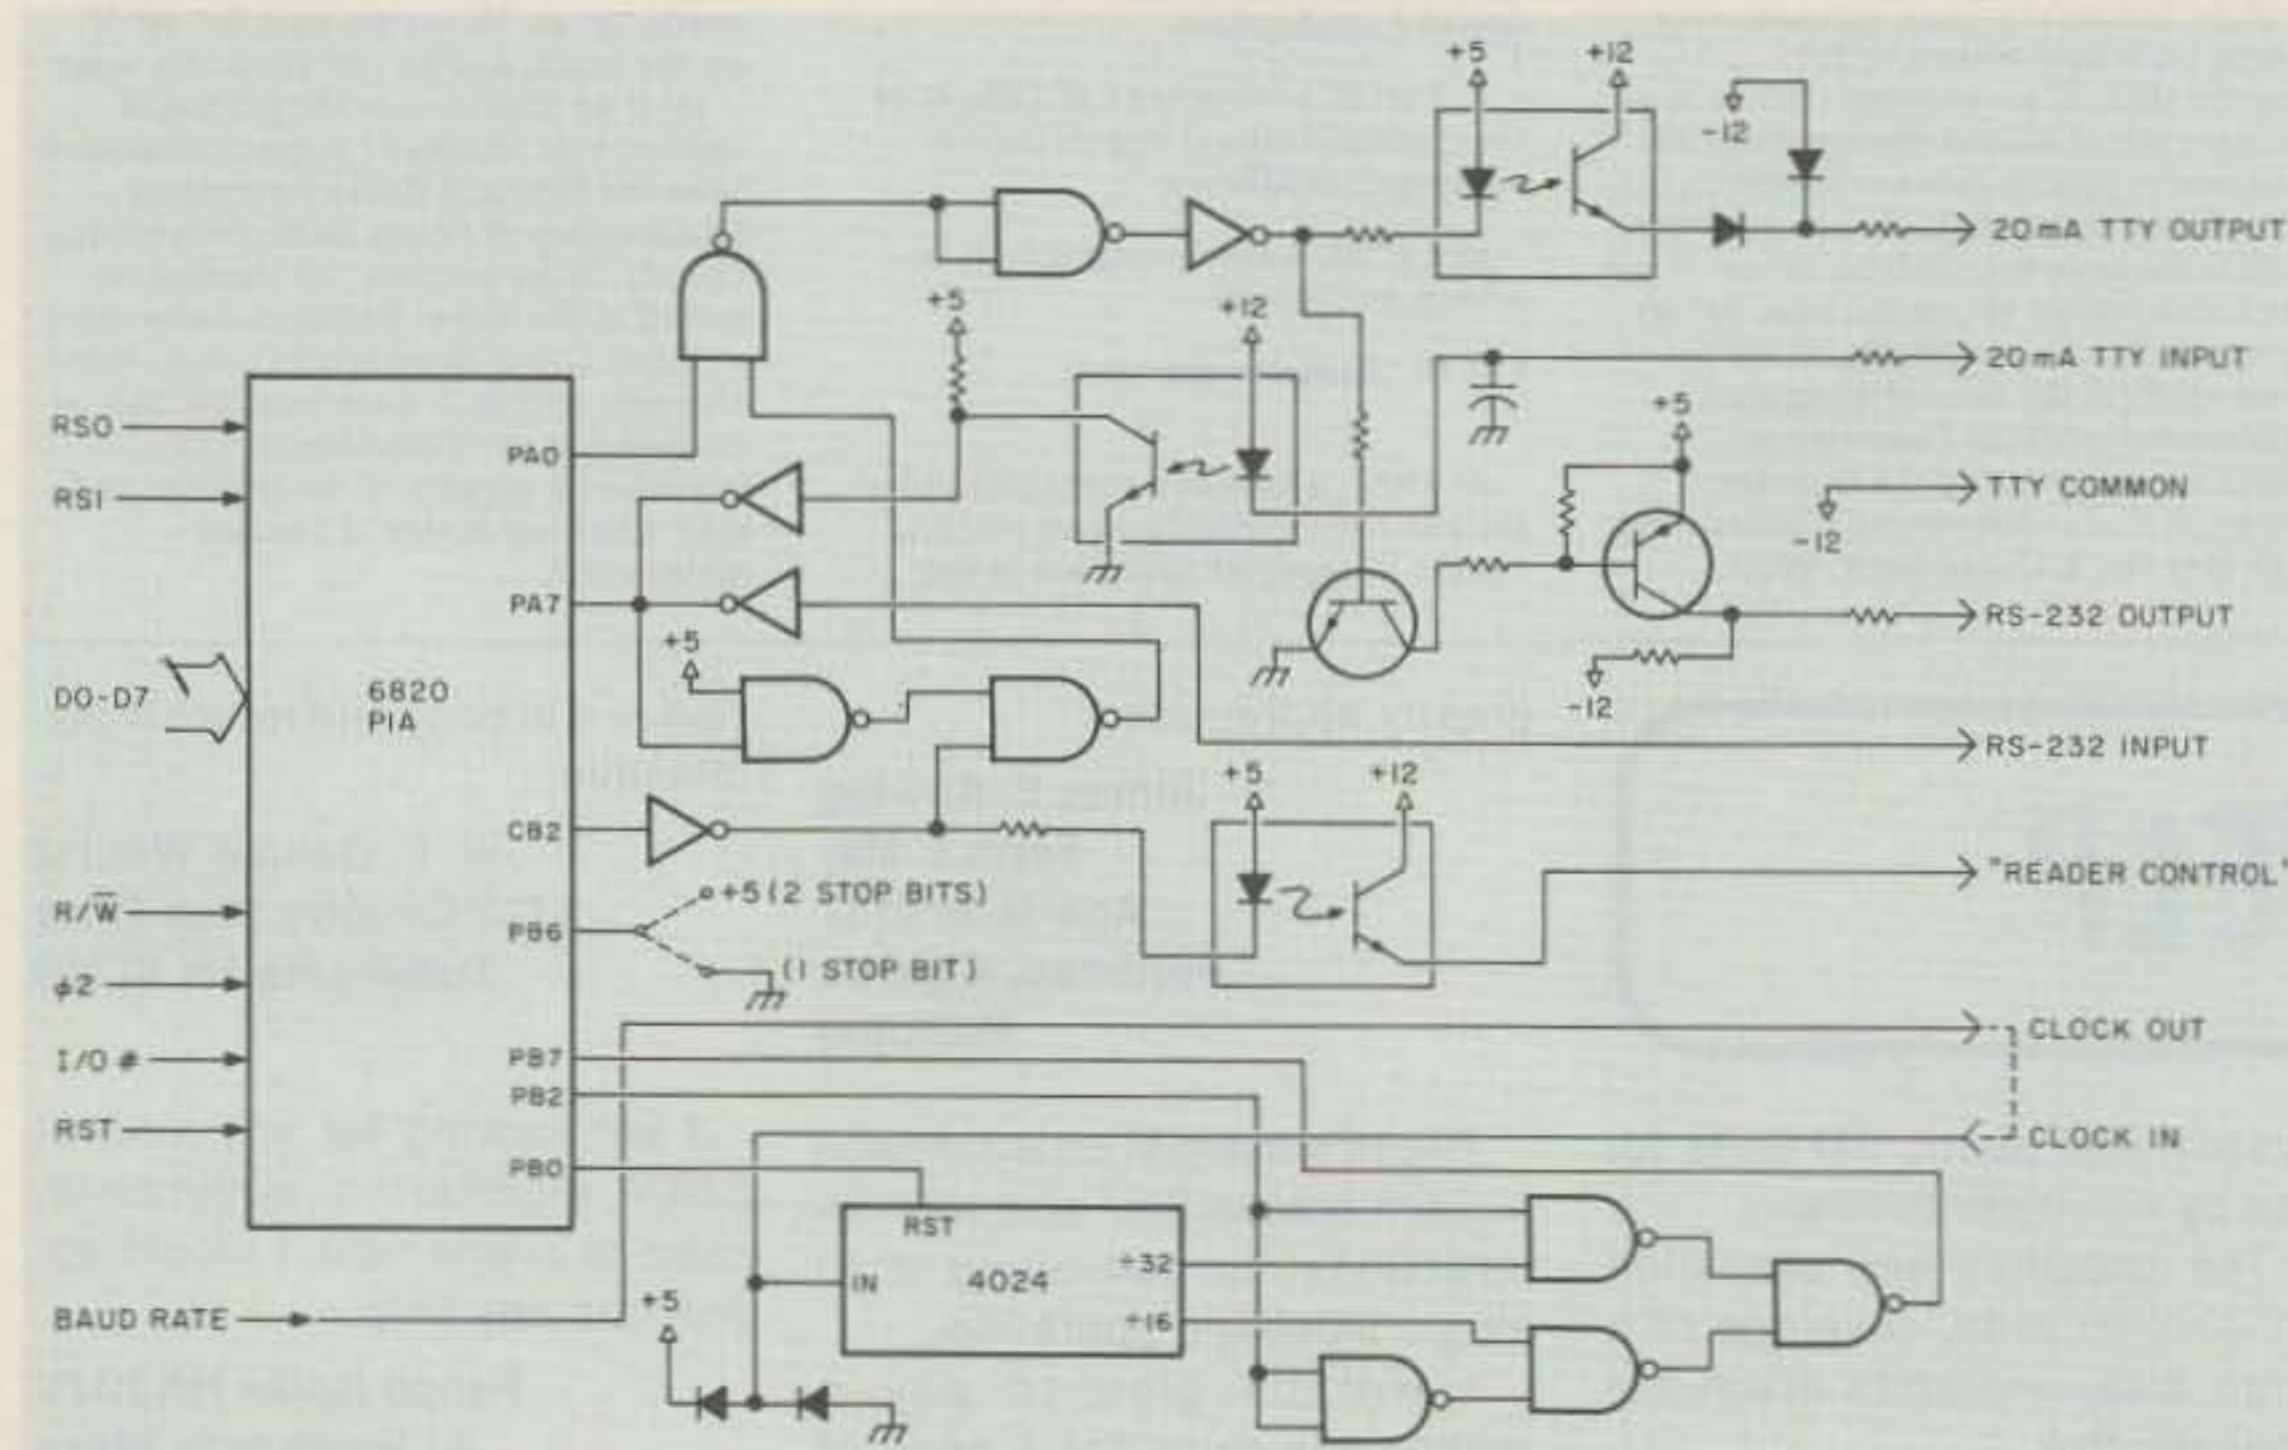 +5
+12
-12
20mA TTY OUTPUT
+5
+12
20mA TTY INPUT
+5
RS0
PA0
RS1
TTY COMMON
-12
PA7
RS-232 OUTPUT
+5
-12
D0-D7
6820
PIA
RS-232 INPUT
+5
+12
CB2
"READER CONTROL"
+5 (2 STOP BITS)
R/W̅
PB6
(1 STOP BIT)
φ2
CLOCK OUT
I/O #
PB7
PB2
RST
CLOCK IN
PB0
RST
÷32
IN
4024
÷16
+5
BAUD RATE